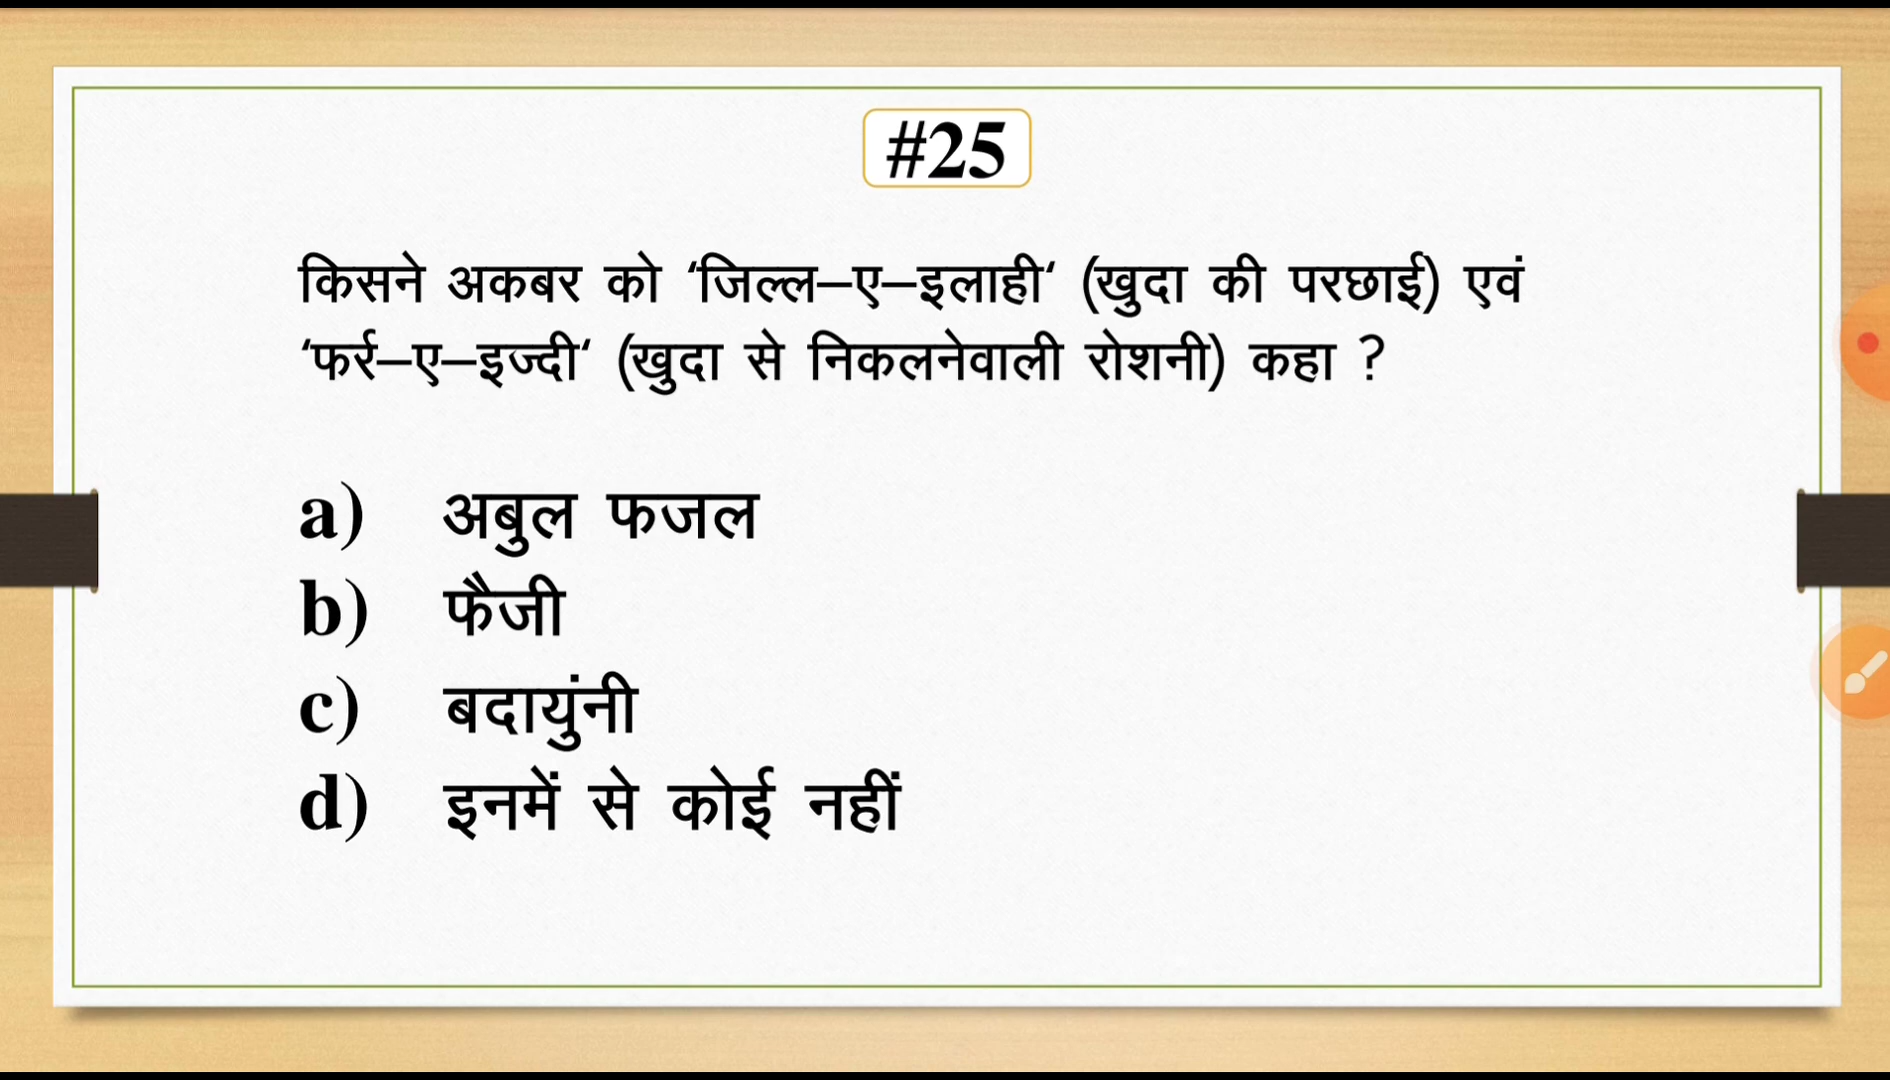 #25
किसने अकबर को ‘जिल्ल–ए–इलाही‘ (खुदा की परछाई) एवं
‘फर्र–ए–इज्दी‘ (खुदा से निकलनेवाली रोशनी) कहा ?
a) अबुल फजल
b) फैजी
c) बदायुंनी
d) इनमें से कोई नहीं